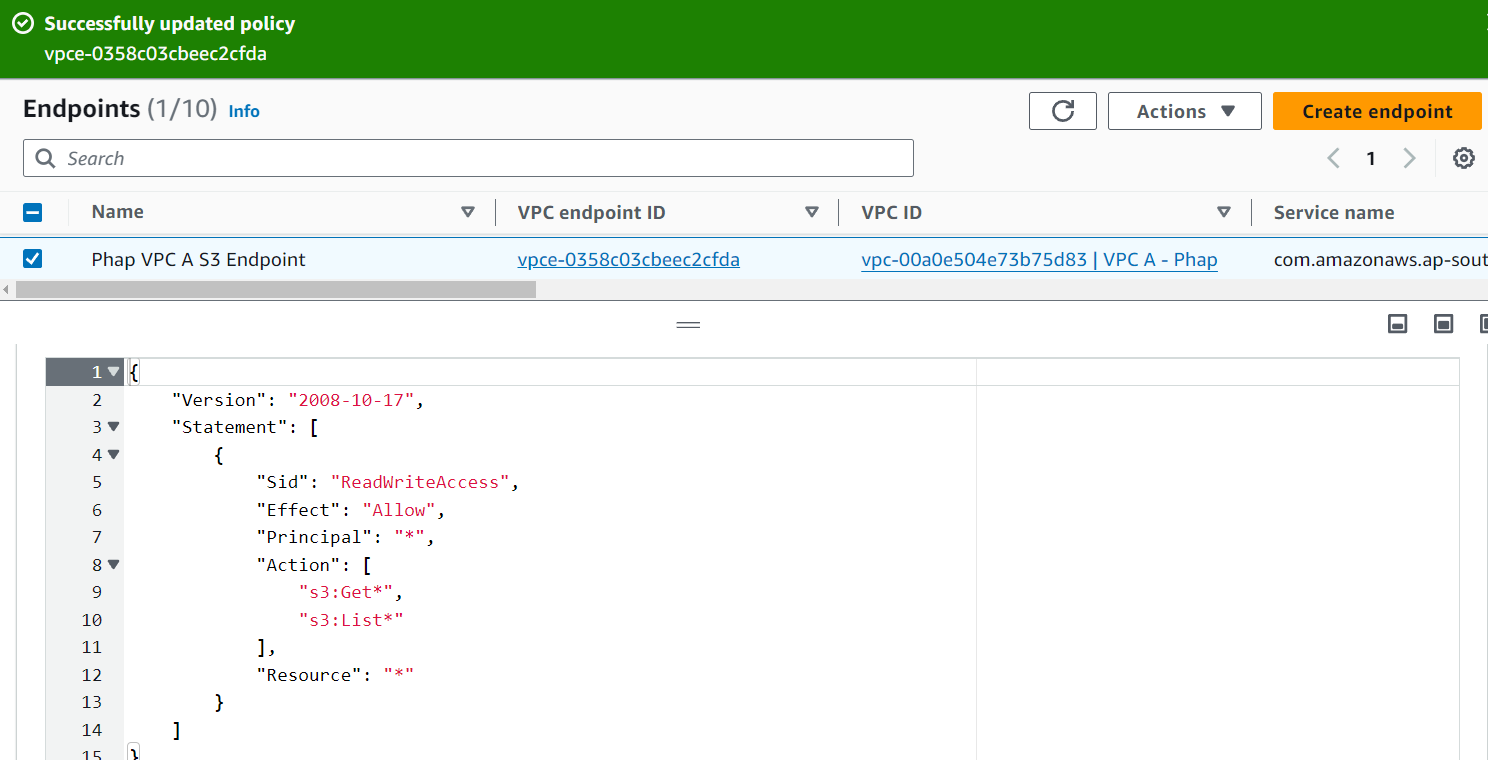 Successfully updated policy
vpce-0358c03cbeec2cfda
Endpoints (1/10) Info
Actions
Create endpoint
Search
1
Name VPC endpoint ID VPC ID Service name
Phap VPC A S3 Endpoint vpce-0358c03cbeec2cfda vpc-00a0e504e73b75d83 | VPC A - Phap com.amazonaws.ap-sout
1 {
2 "Version": "2008-10-17",
3 "Statement": [
4 {
5 "Sid": "ReadWriteAccess",
6 "Effect": "Allow",
7 "Principal": "*",
8 "Action": [
9 "s3:Get*",
10 "s3:List*"
11 ],
12 "Resource": "*"
13 }
14 ]
15 }